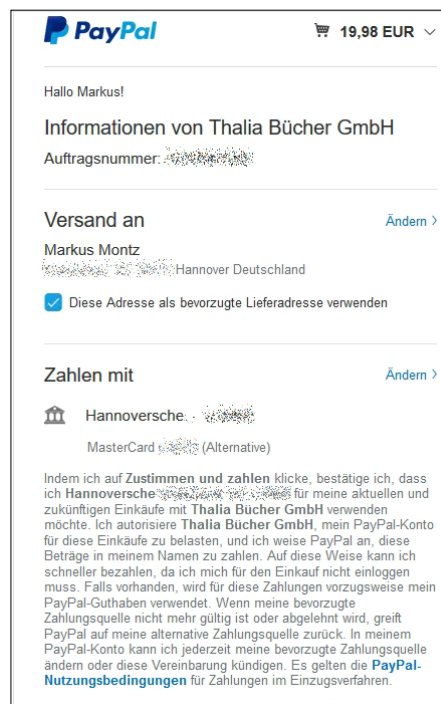 PayPal 19,98 EUR
Hallo Markus!
Informationen von Thalia Bücher GmbH
Auftragsnummer:
Versand an Ändern
Markus Montz
Hannover Deutschland
Diese Adresse als bevorzugte Lieferadresse verwenden
Zahlen mit Ändern
Hannoversche
MasterCard (Alternative)
Indem ich auf Zustimmen und zahlen klicke, bestätige ich, dass
ich Hannoversche für meine aktuellen und
zukünftigen Einkäufe mit Thalia Bücher GmbH verwenden
möchte. Ich autorisiere Thalia Bücher GmbH, mein PayPal-Konto
für diese Einkäufe zu belasten, und ich weise PayPal an, diese
Beträge in meinem Namen zu zahlen. Auf diese Weise kann ich
schneller bezahlen, da ich mich für den Einkauf nicht einloggen
muss. Falls vorhanden, wird für diese Zahlungen vorzugsweise mein
PayPal-Guthaben verwendet. Wenn meine bevorzugte
Zahlungsquelle nicht mehr gültig ist oder abgelehnt wird, greift
PayPal auf meine alternative Zahlungsquelle zurück. In meinem
PayPal-Konto kann ich jederzeit meine bevorzugte Zahlungsquelle
ändern oder diese Vereinbarung kündigen. Es gelten die PayPal-
Nutzungsbedingungen für Zahlungen im Einzugsverfahren.